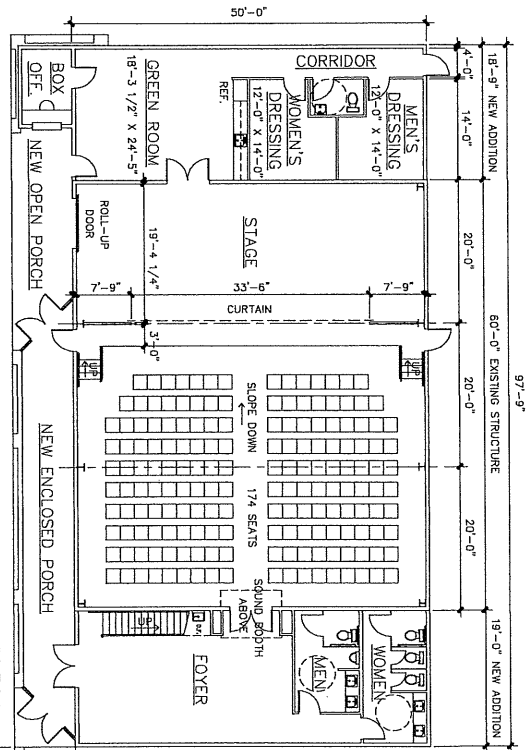 50'-0"
CORRIDOR
4'-0"
18'-9" NEW ADDITION
14'-0"
BOX
OFF.
GREEN ROOM
18'-3 1/2" X 24'-5"
REF.
WOMEN'S
DRESSING
12'-0" X 14'-0"
MEN'S
DRESSING
12'-0" X 14'-0"
NEW OPEN PORCH
ROLL-UP
DOOR
STAGE
19'-4 1/4"
20'-0"
7'-9"
33'-6"
7'-9"
CURTAIN
3'-0"
UP
UP
60'-0" EXISTING STRUCTURE
97'-9"
SLOPE DOWN
174 SEATS
20'-0"
20'-0"
NEW ENCLOSED PORCH
SOUND BOOTH
ABOVE
UP
FOYER
MEN
WOMEN
19'-0" NEW ADDITION